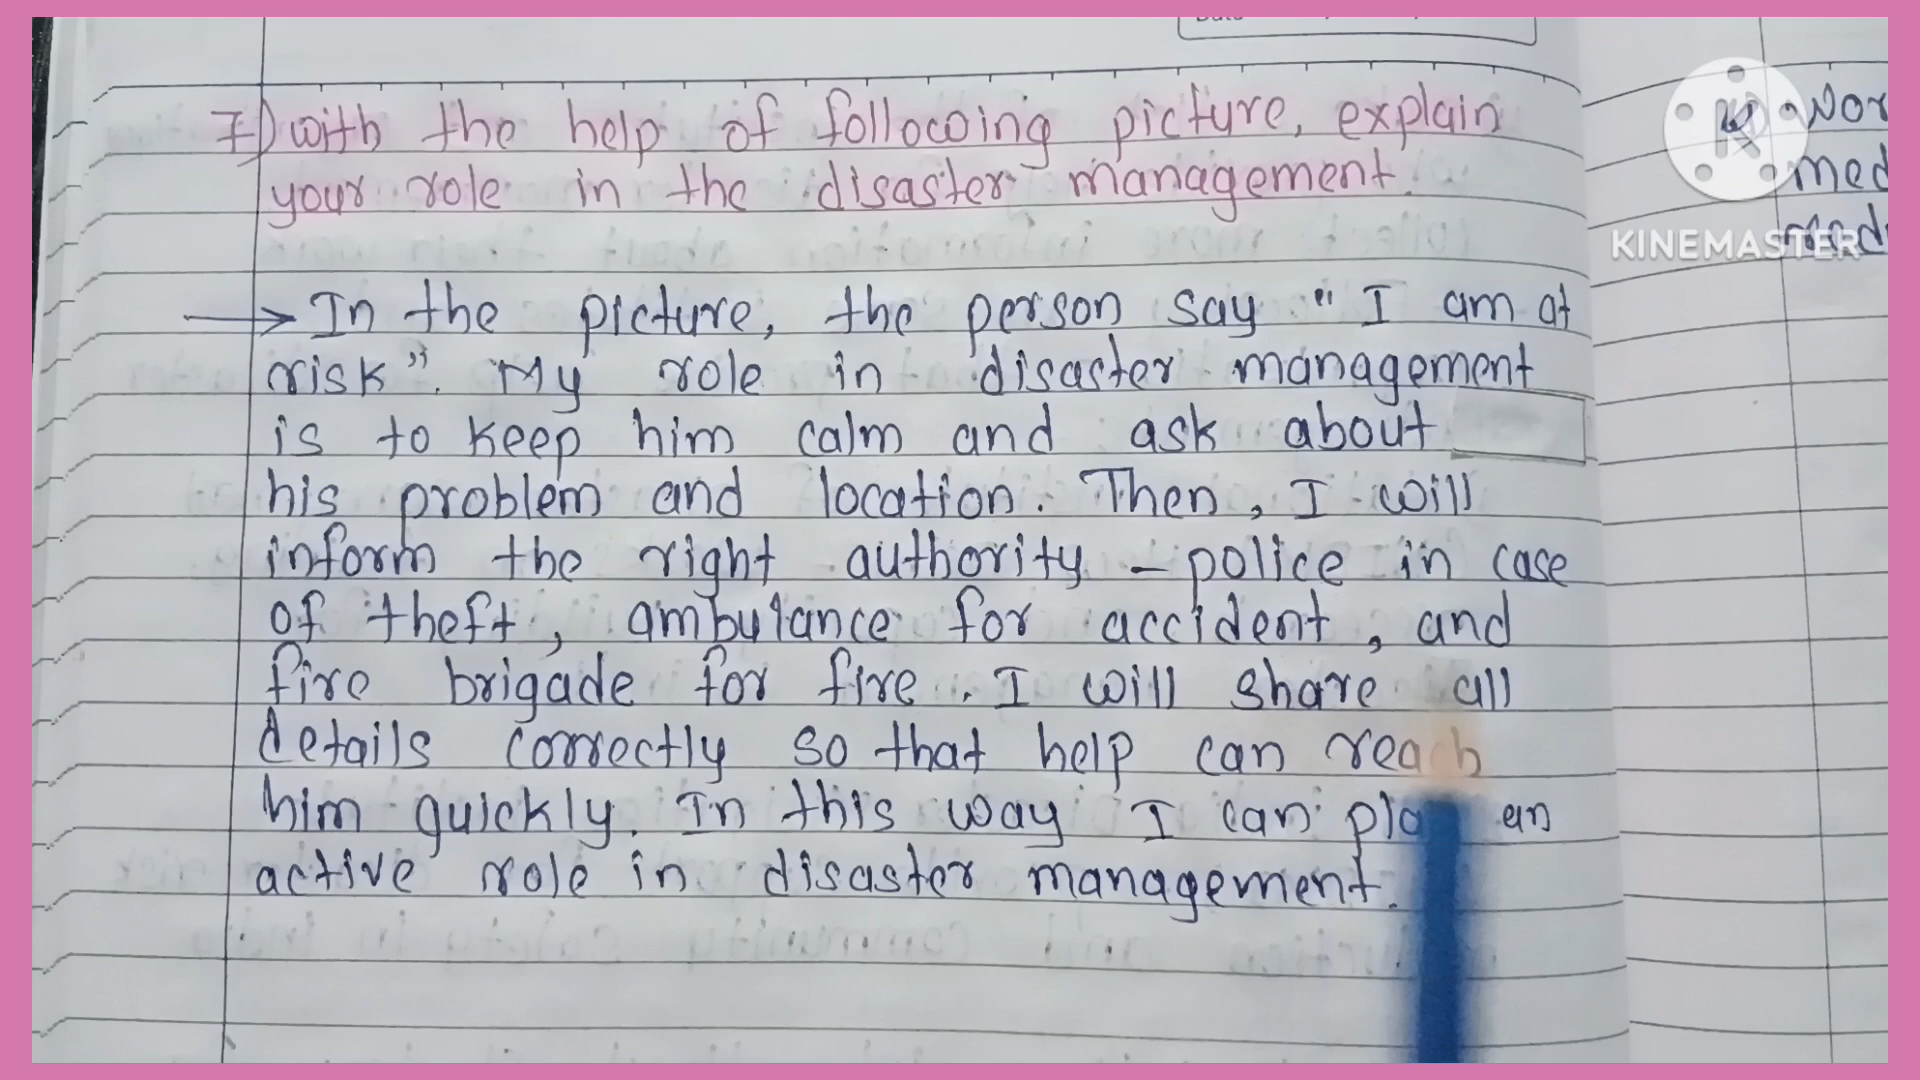 7) with the help of following picture, explain
your role in the disaster management.
→ In the picture, the person say "I am at
risk". My role in disaster management
is to keep him calm and ask about
his problem and location. Then, I will
inform the right authority - police in case
of theft, ambulance for accident, and
fire brigade for fire. I will share all
details correctly so that help can reach
him quickly. In this way I can play an
active role in disaster management.
KINEMASTER